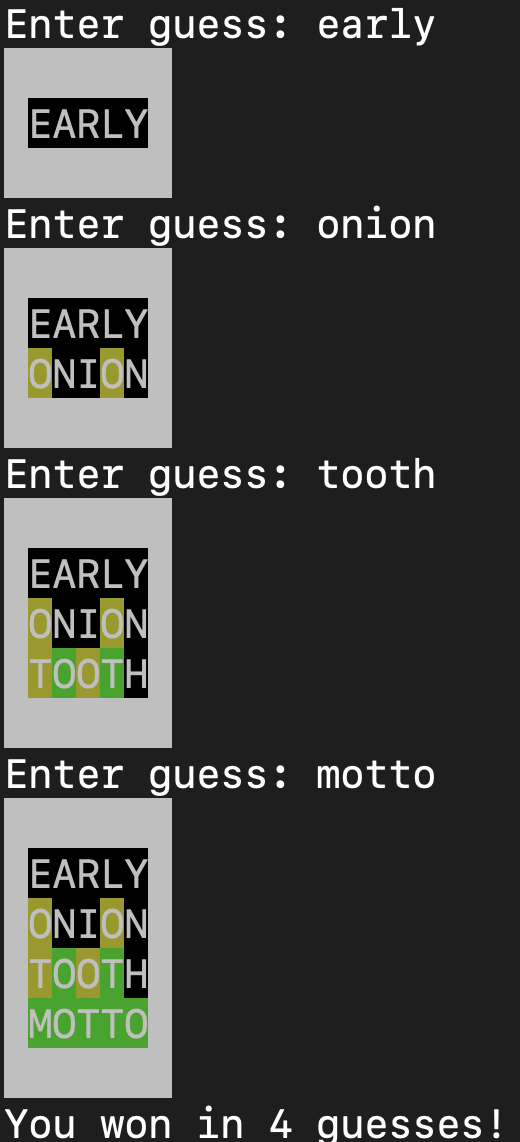 Enter guess: early
EARLY
Enter guess: onion
EARLY
ONION
Enter guess: tooth
EARLY
ONION
TOOTH
Enter guess: motto
EARLY
ONION
TOOTH
MOTTO
You won in 4 guesses!